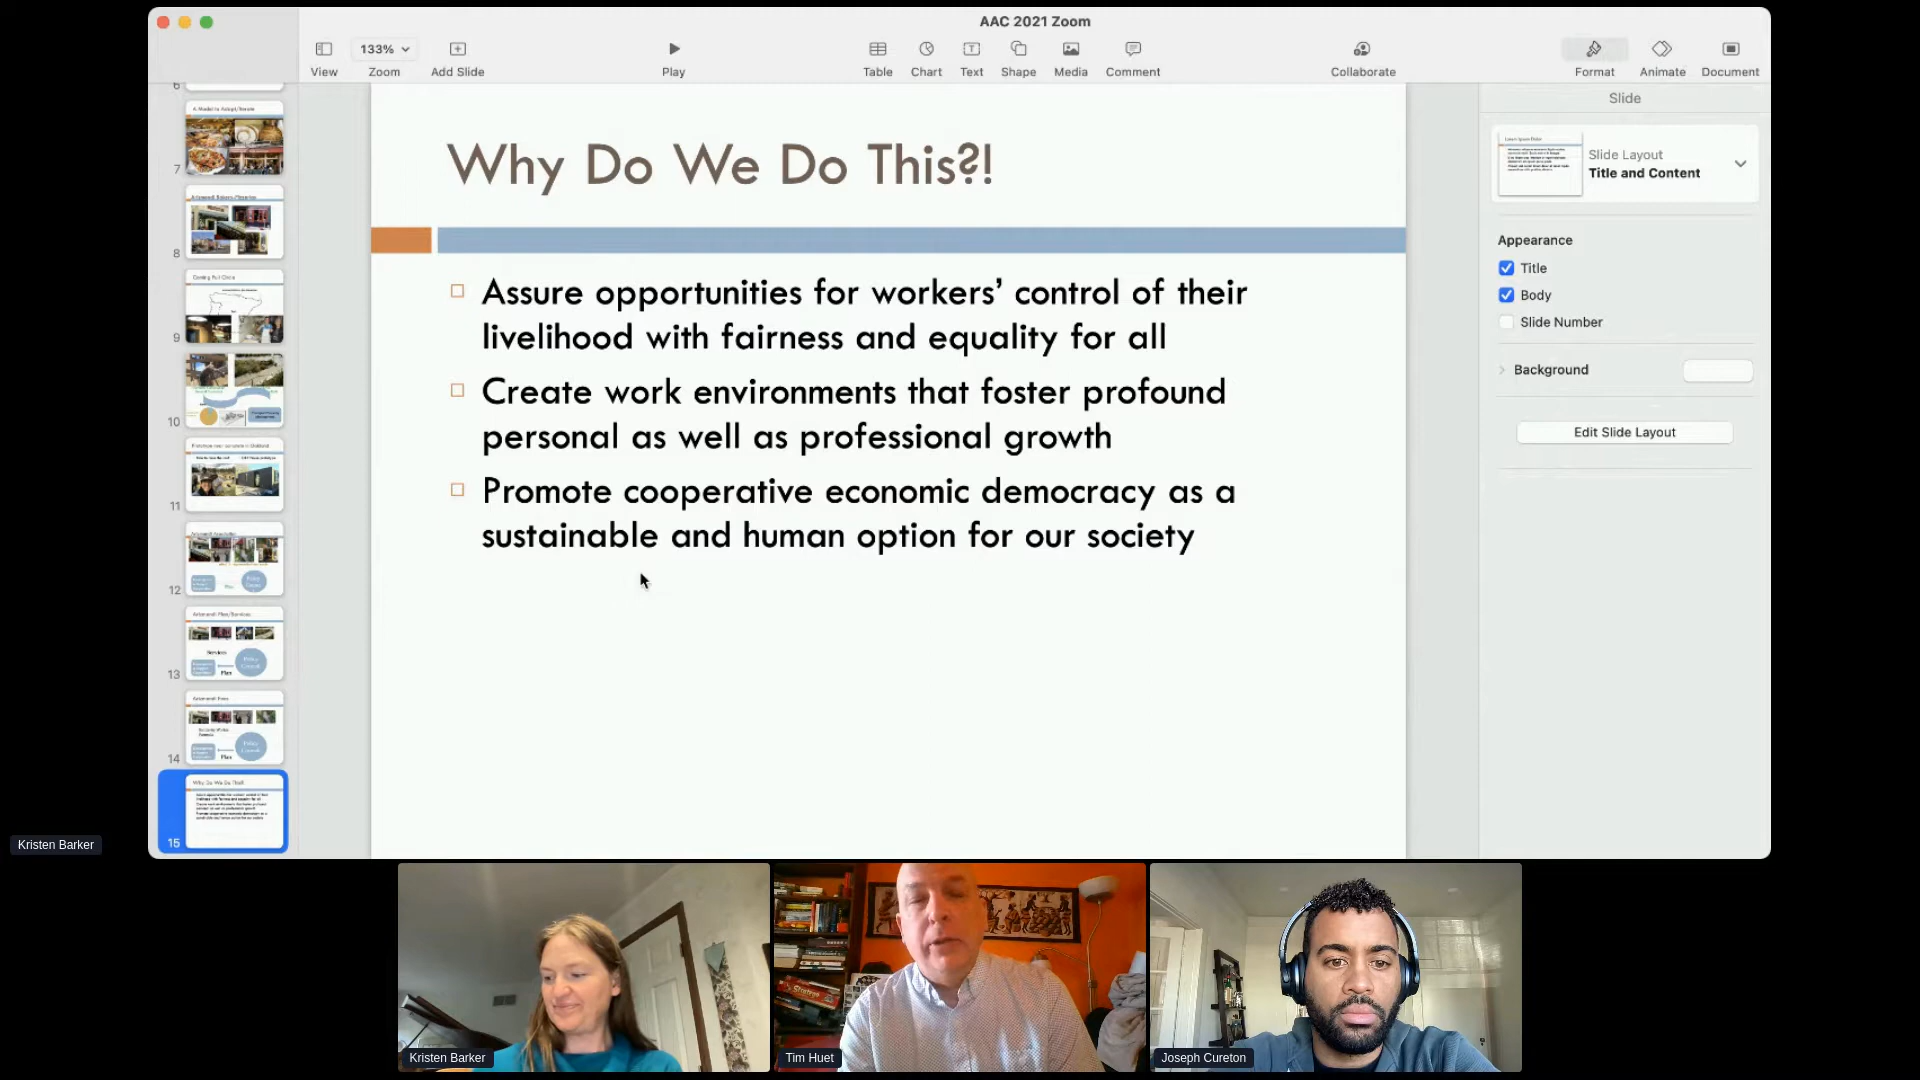 AAC 2021 Zoom
133%
View
Zoom
Add Slide
Play
Table
Chart
Text
Shape
Media
Comment
Collaborate
Format
Animate
Document
6
7
8
9
10
11
12
13
14
15
Why Do We Do This?!
Assure opportunities for workers’ control of their
livelihood with fairness and equality for all
Create work environments that foster profound
personal as well as professional growth
Promote cooperative economic democracy as a
sustainable and human option for our society
Slide
Slide Layout
Title and Content
Appearance
Title
Body
Slide Number
Background
Edit Slide Layout
Kristen Barker
Kristen Barker
Tim Huet
Joseph Cureton